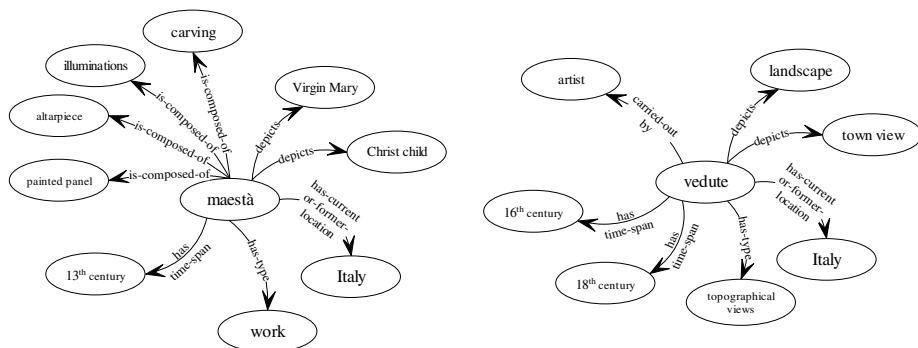 carving
illuminations
is-composed-of
is-composed-of
Virgin Mary
altarpiece
is-composed-of
depicts
painted panel
is-composed-of
depicts
Christ child
maestà
has-current
or-former-
location
has
time-span
has-type
13th century
Italy
work
artist
landscape
carried-out
by
depicts
depicts
town view
vedute
16th century
has
time-span
has
time-span
has-type
has-current
or-former-
location
18th century
topographical
views
Italy